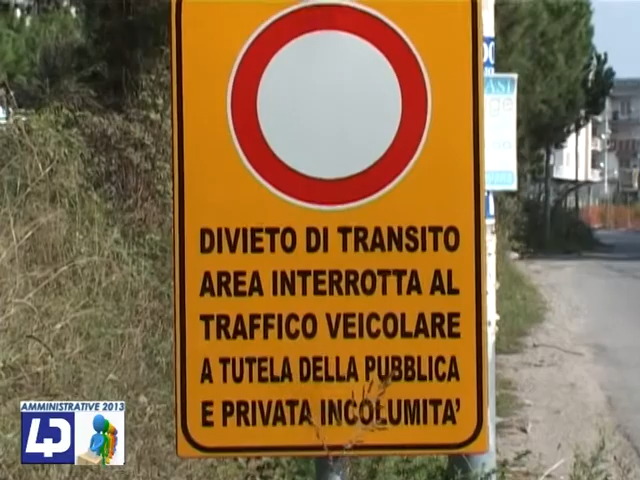 DIVIETO DI TRANSITO
AREA INTERROTTA AL
TRAFFICO VEICOLARE
A TUTELA DELLA PUBBLICA
E PRIVATA INCOLUMITA'
AMMINISTRATIVE 2013